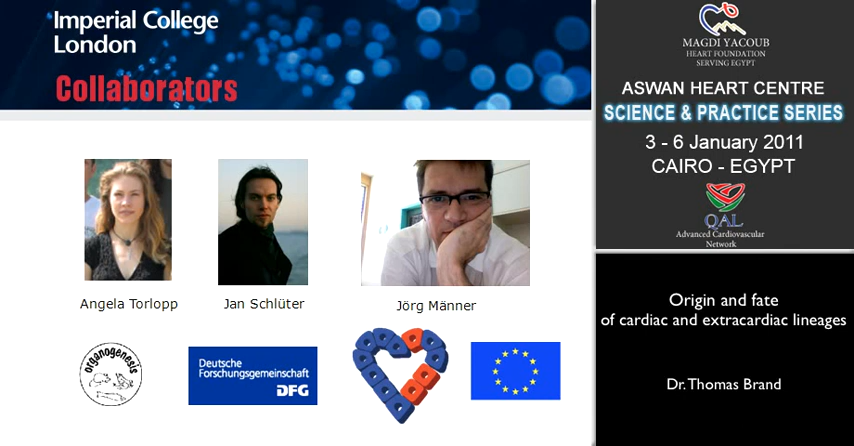 Imperial College
London
Collaborators
Angela Torlopp
Jan Schlüter
Jörg Männer
organogenesis
Deutsche
Forschungsgemeinschaft
DFG
MAGDI YACOUB
HEART FOUNDATION
SERVING EGYPT
ASWAN HEART CENTRE
SCIENCE & PRACTICE SERIES
3 - 6 January 2011
CAIRO - EGYPT
QAL
Advanced Cardiovascular
Network
Origin and fate
of cardiac and extracardiac lineages
Dr. Thomas Brand